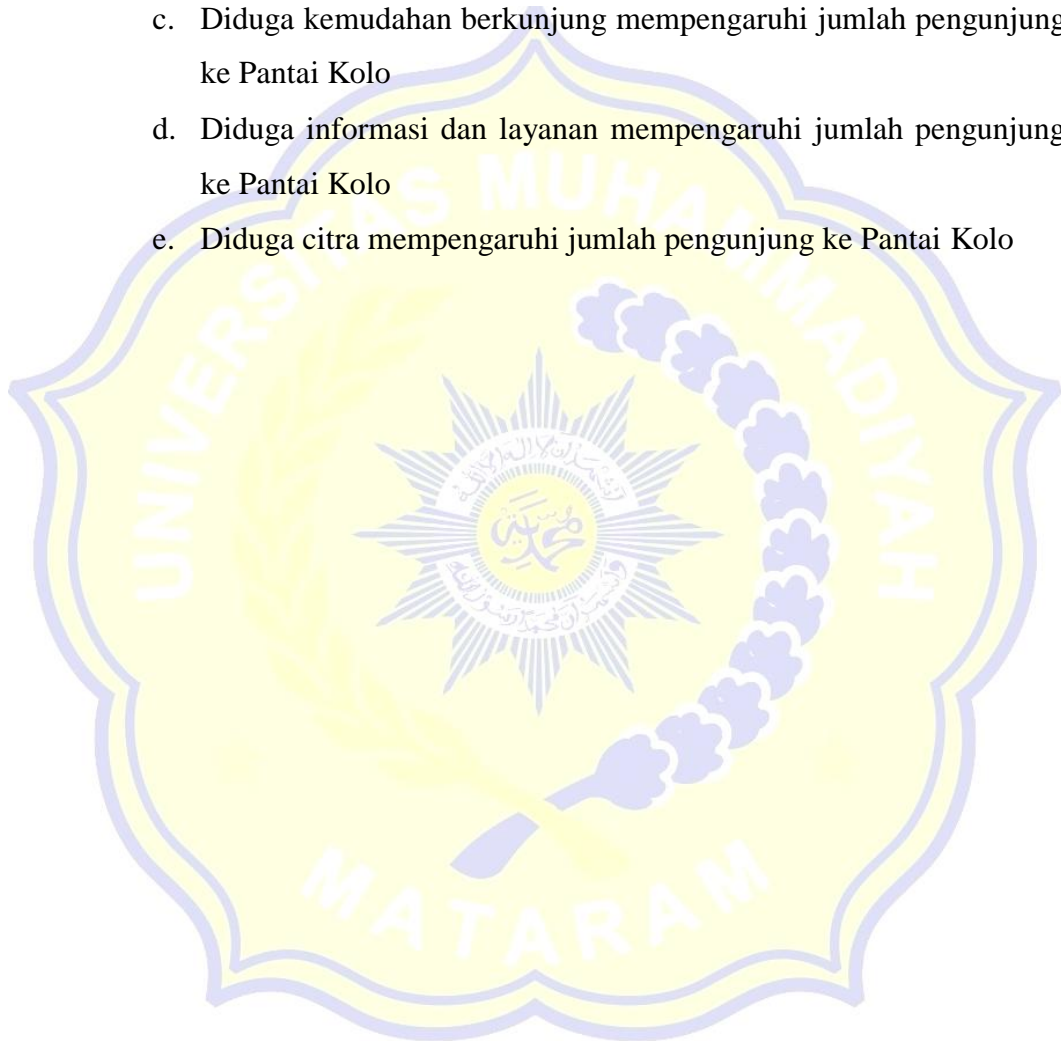 c. Diduga kemudahan berkunjung mempengaruhi jumlah pengunjung
ke Pantai Kolo
d. Diduga informasi dan layanan mempengaruhi jumlah pengunjung
ke Pantai Kolo
e. Diduga citra mempengaruhi jumlah pengunjung ke Pantai Kolo
UNIVERSITAS MUHAMMADIYAH
MATARAM